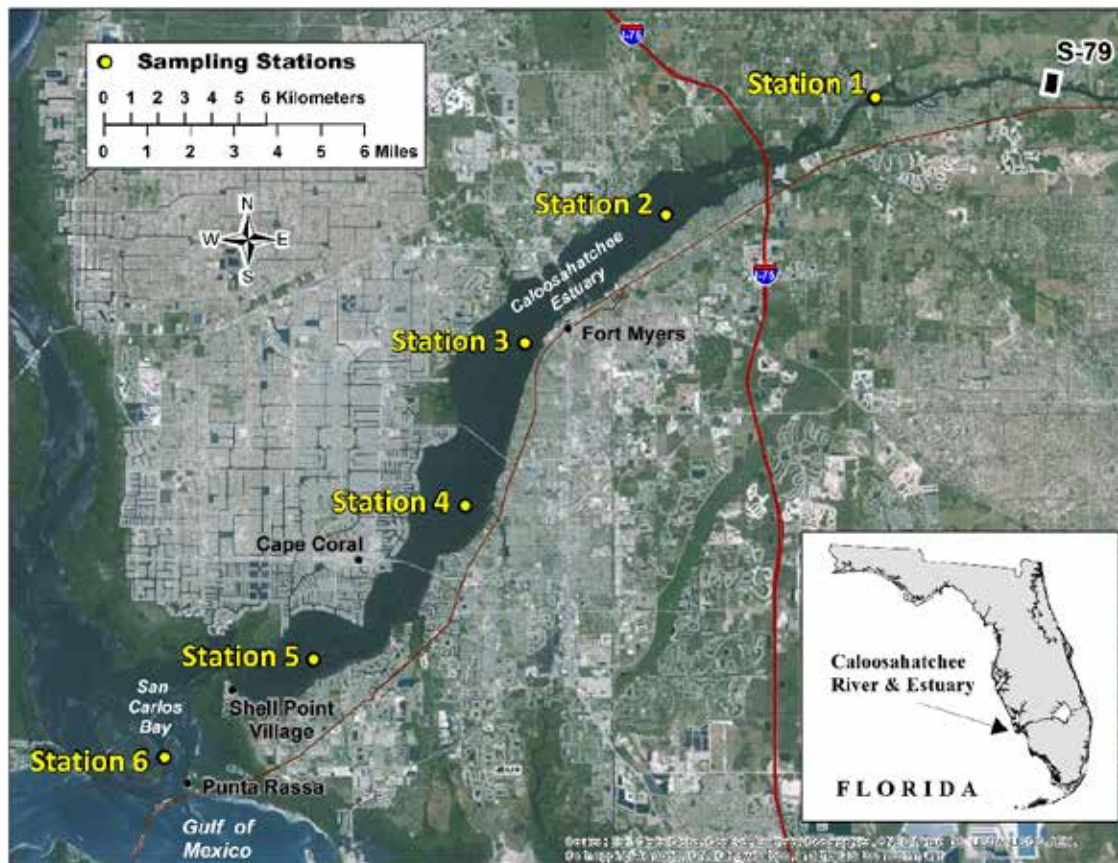 Sampling Stations
0 1 2 3 4 5 6 Kilometers
0 1 2 3 4 5 6 Miles
N
W E
S
I-75
S-79
Station 1
Station 2
Caloosahatchee
Estuary
Station 3
Fort Myers
Station 4
Cape Coral
Station 5
San
Carlos
Bay
Shell Point
Village
Station 6
Punta Rassa
Gulf of
Mexico
Caloosahatchee
River & Estuary
FLORIDA